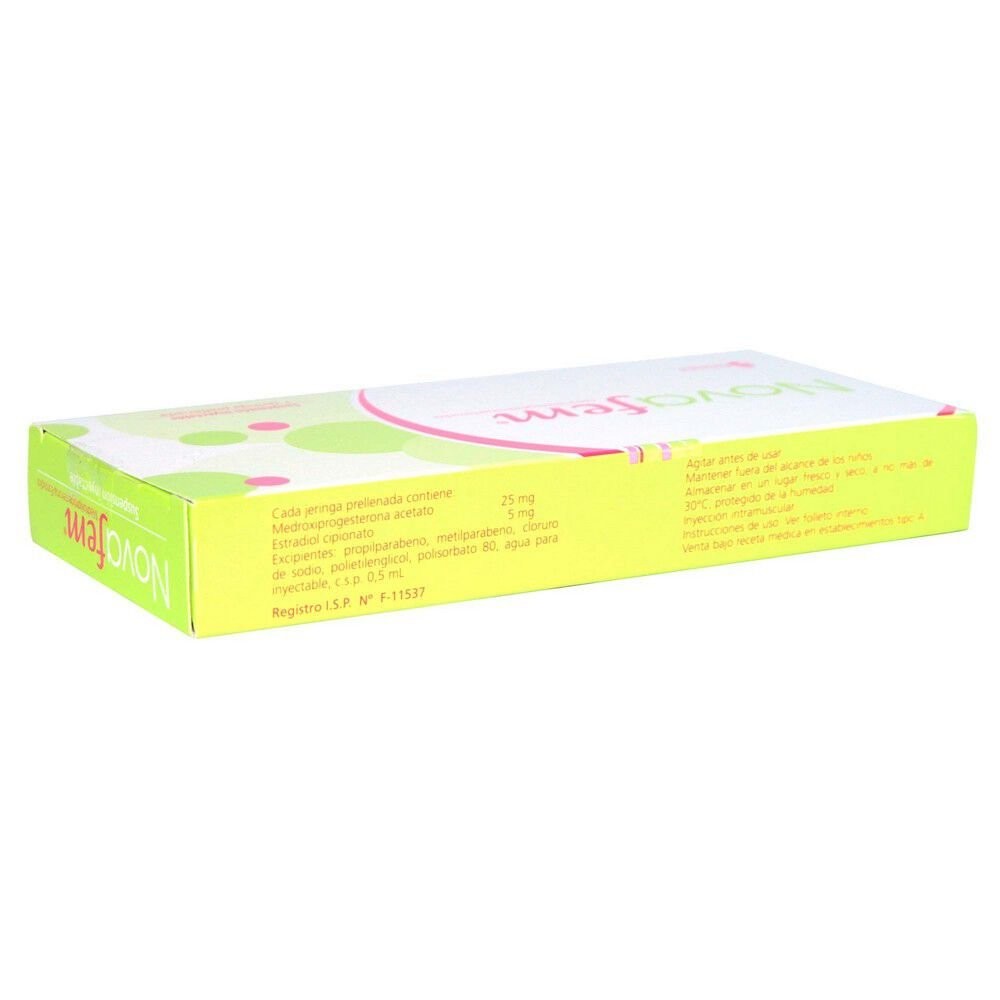 Novafem®
Novafem
Suspensión Inyectable
Cada jeringa prellenada contiene:
Medroxiprogesterona acetato 25 mg
Estradiol cipionato 5 mg
Excipientes: propilparabeno, metilparabeno, cloruro
de sodio, polietilenglicol, polisorbato 80, agua para
inyectable, c.s.p. 0,5 mL
Registro I.S.P. Nº F-11537
Agitar antes de usar
Mantener fuera del alcance de los niños
Almacenar en un lugar fresco y seco, a no más de
30°C, protegido de la humedad
Inyección intramuscular
Instrucciones de uso: Ver folleto interno
Venta bajo receta médica en establecimientos tipo A